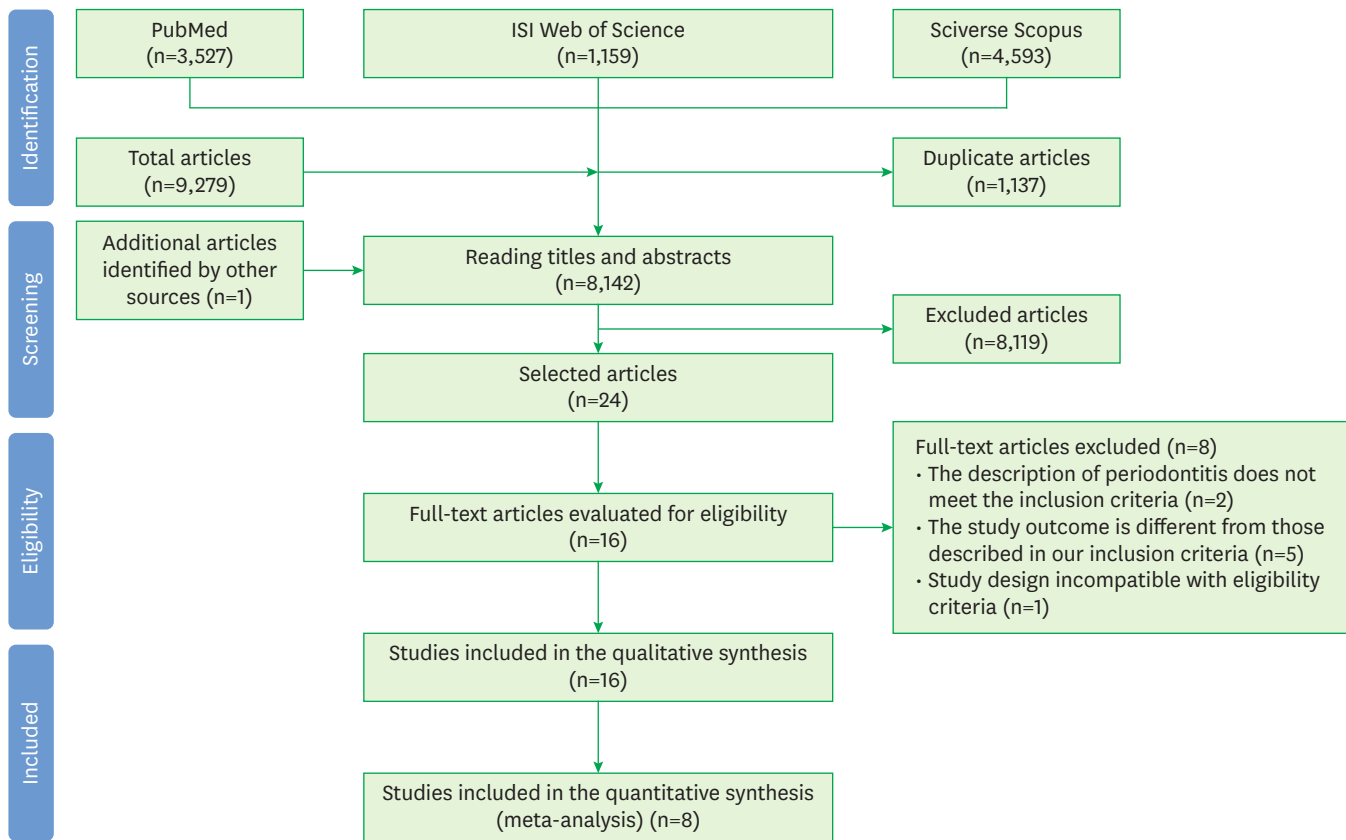 Identification
PubMed
(n=3,527)
ISI Web of Science
(n=1,159)
Sciverse Scopus
(n=4,593)
Total articles
(n=9,279)
Duplicate articles
(n=1,137)
Screening
Additional articles
identified by other
sources (n=1)
Reading titles and abstracts
(n=8,142)
Excluded articles
(n=8,119)
Selected articles
(n=24)
Eligibility
Full-text articles evaluated for eligibility
(n=16)
Full-text articles excluded (n=8)
· The description of periodontitis does not
meet the inclusion criteria (n=2)
· The study outcome is different from those
described in our inclusion criteria (n=5)
· Study design incompatible with eligibility
criteria (n=1)
Included
Studies included in the qualitative synthesis
(n=16)
Studies included in the quantitative synthesis
(meta-analysis) (n=8)